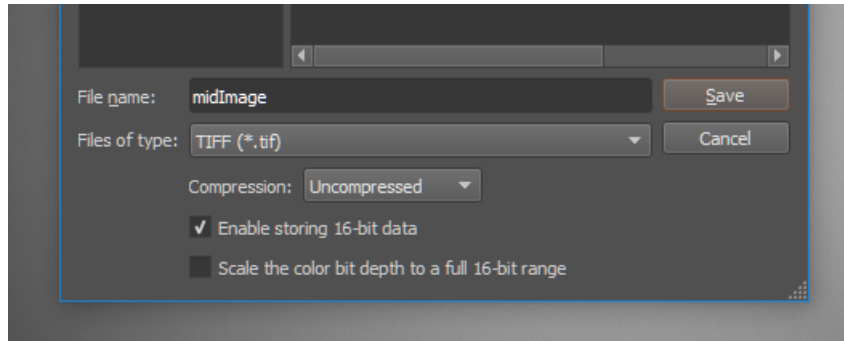 File name: midImage Save
Files of type: TIFF (*.tif) Cancel
Compression: Uncompressed
Enable storing 16-bit data
Scale the color bit depth to a full 16-bit range